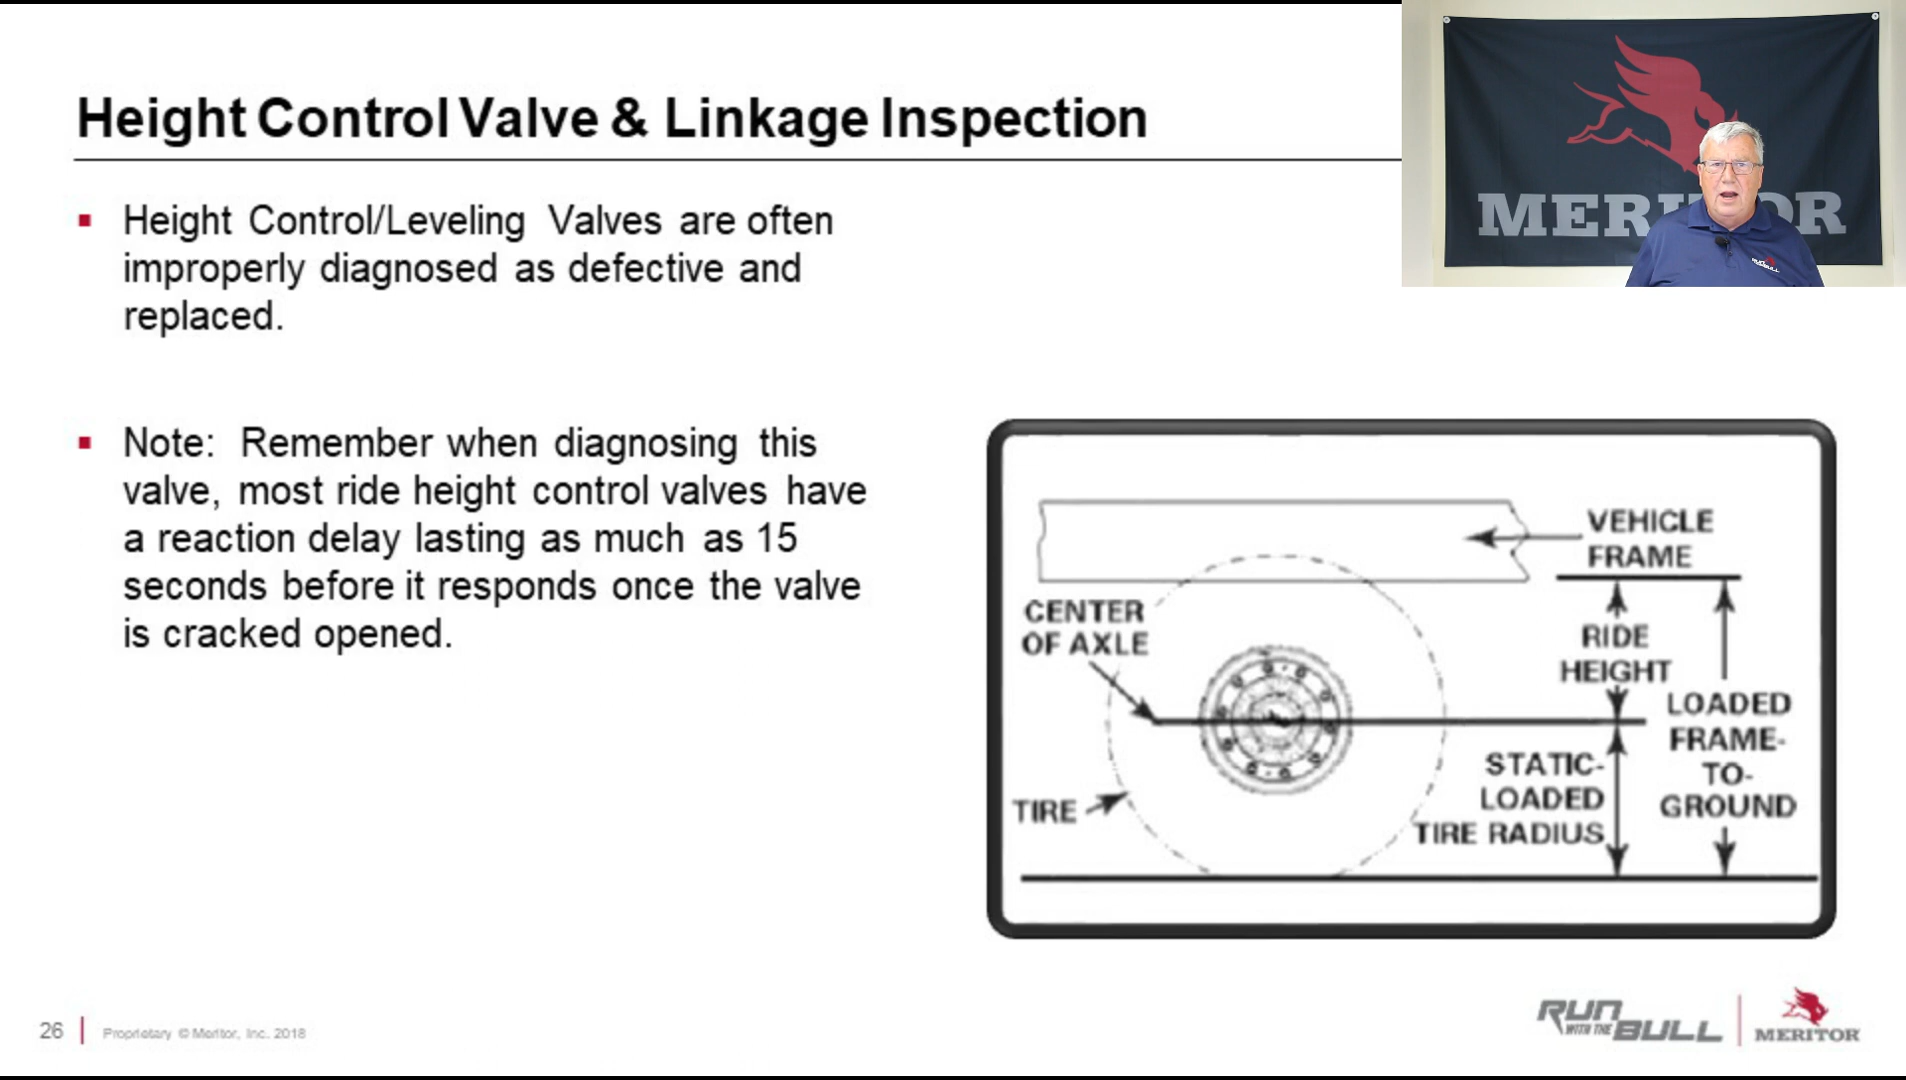 Height Control Valve & Linkage Inspection
Height Control/Leveling Valves are often
improperly diagnosed as defective and
replaced.
Note: Remember when diagnosing this
valve, most ride height control valves have
a reaction delay lasting as much as 15
seconds before it responds once the valve
is cracked opened.
MERITOR
RUN
BULL
VEHICLE
FRAME
CENTER
OF AXLE
RIDE
HEIGHT
LOADED
FRAME-
TO-
GROUND
STATIC-
LOADED
TIRE RADIUS
TIRE
26
Proprietary © Meritor, Inc. 2018
RUN
WITH THE BULL
MERITOR